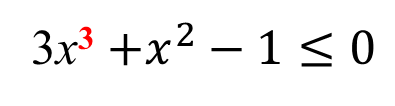 3x³ + x² − 1 ≤ 0